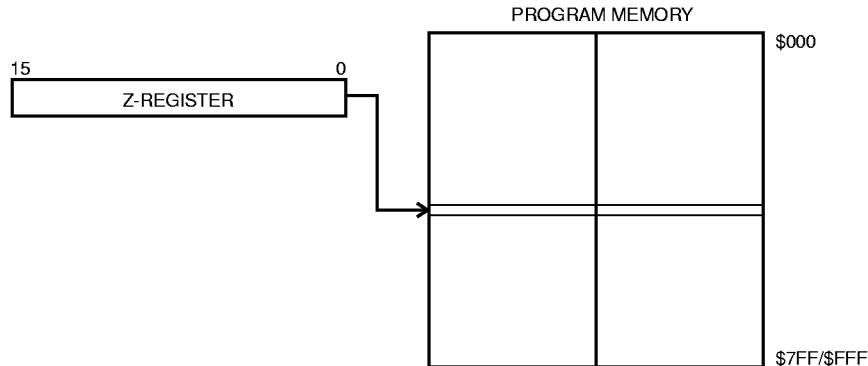 PROGRAM MEMORY
$000
15 0
Z-REGISTER
$7FF/$FFF